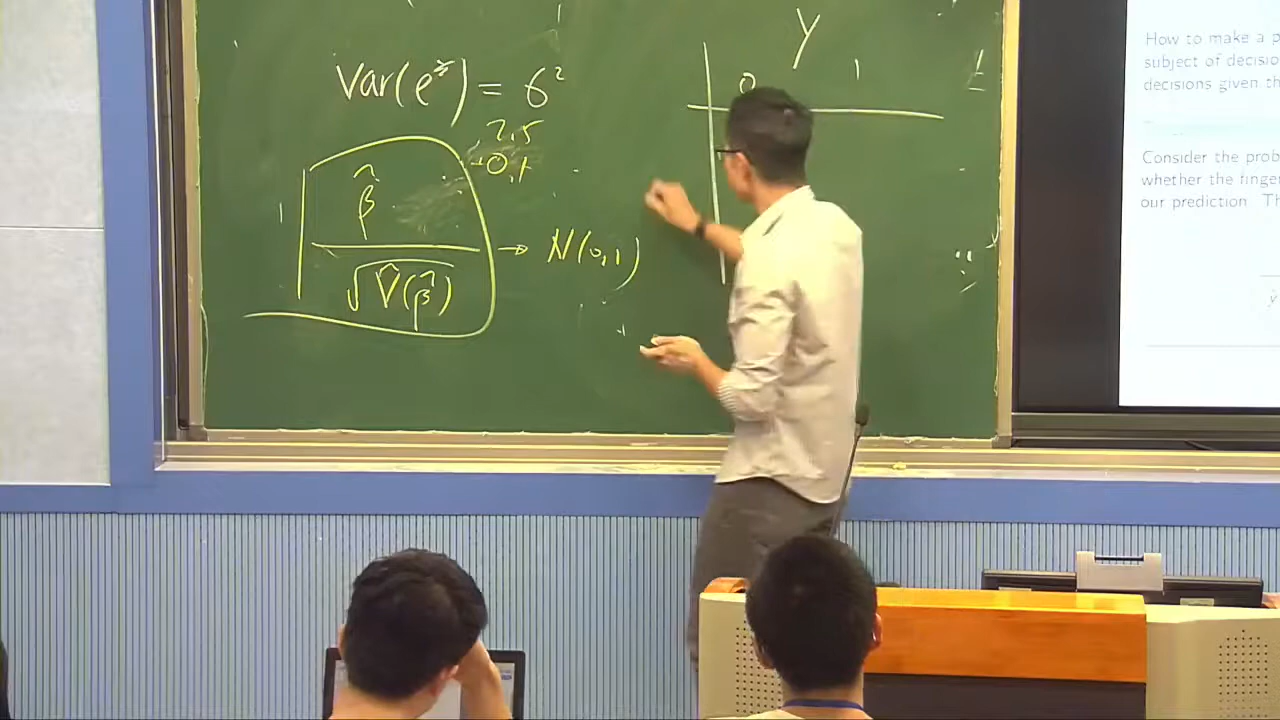 Var(e^*) = 6²
2,5
+0,1
β̂
√V̂(β̂)
→ N(0,1)
Y
0 1
How to make a p
subject of decisio
decisions given th
Consider the prob
whether the finger
our prediction. Th